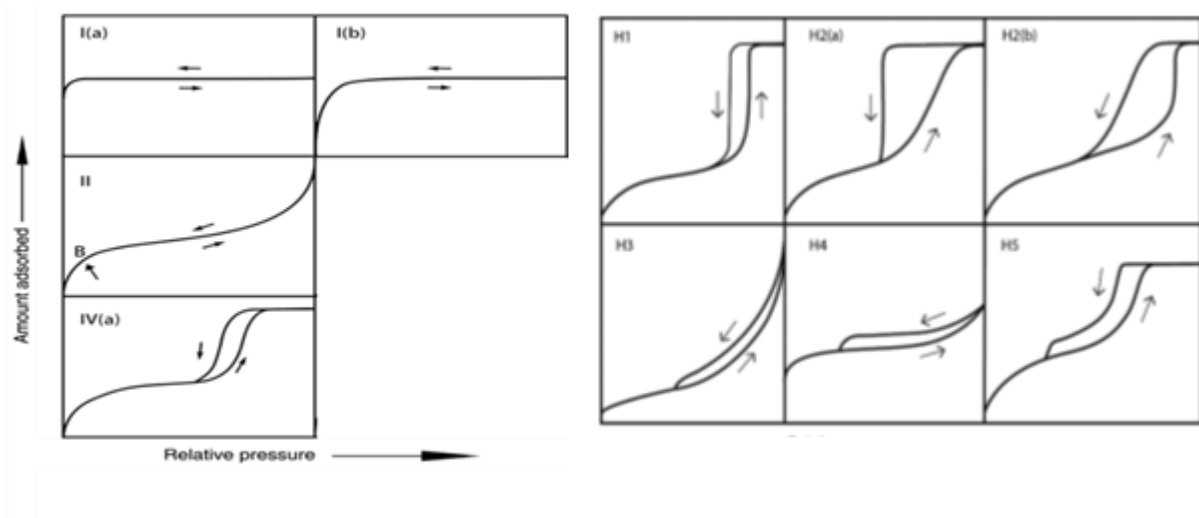 I(a)
I(b)
II
B
IV(a)
Amount adsorbed
Relative pressure
H1
H2(a)
H2(b)
H3
H4
H5